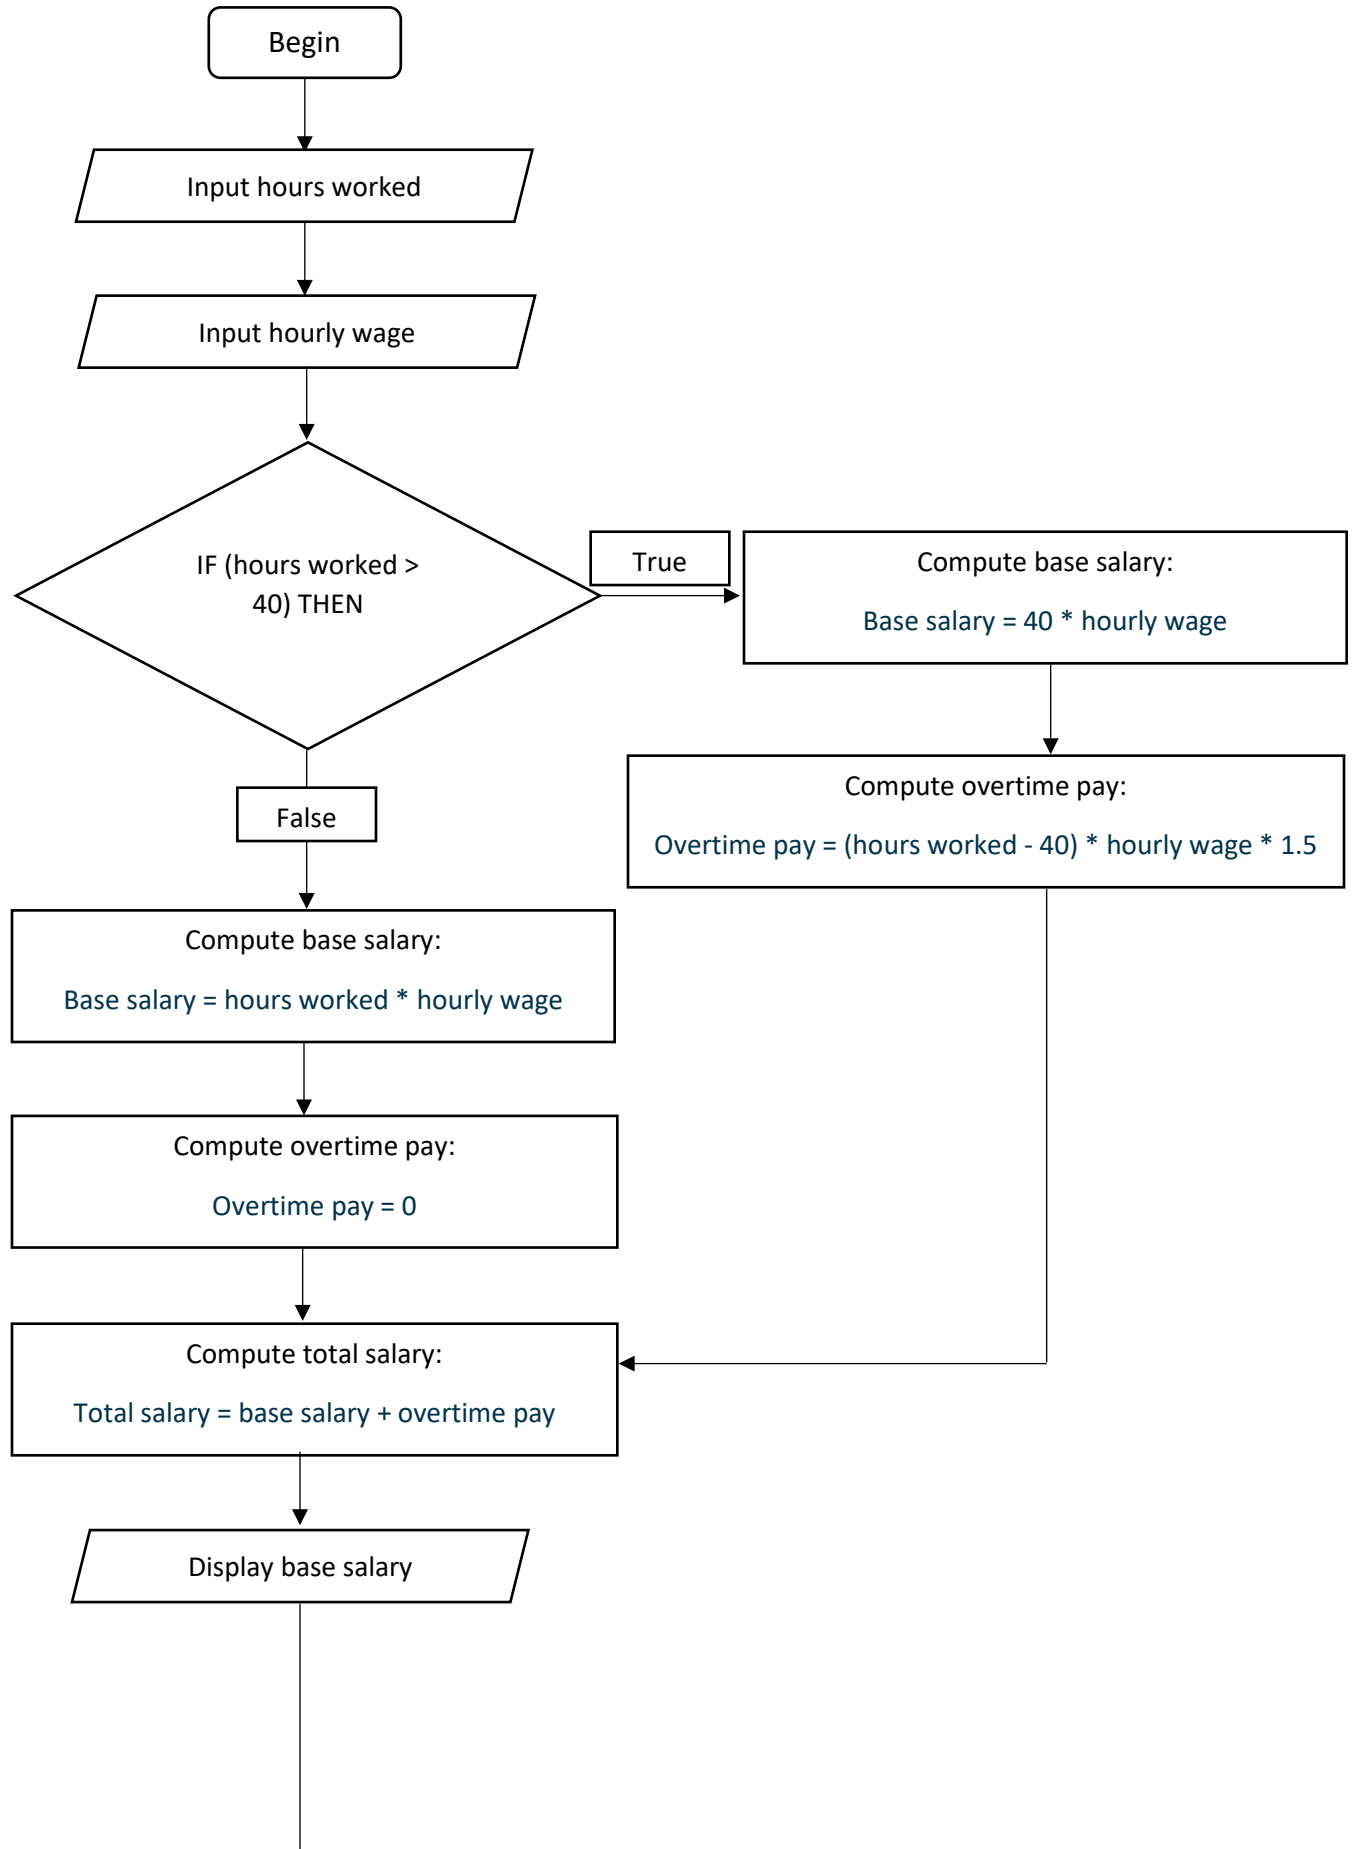 Begin
Input hours worked
Input hourly wage
IF (hours worked >
40) THEN
True
Compute base salary:
Base salary = 40 * hourly wage
Compute overtime pay:
Overtime pay = (hours worked - 40) * hourly wage * 1.5
False
Compute base salary:
Base salary = hours worked * hourly wage
Compute overtime pay:
Overtime pay = 0
Compute total salary:
Total salary = base salary + overtime pay
Display base salary